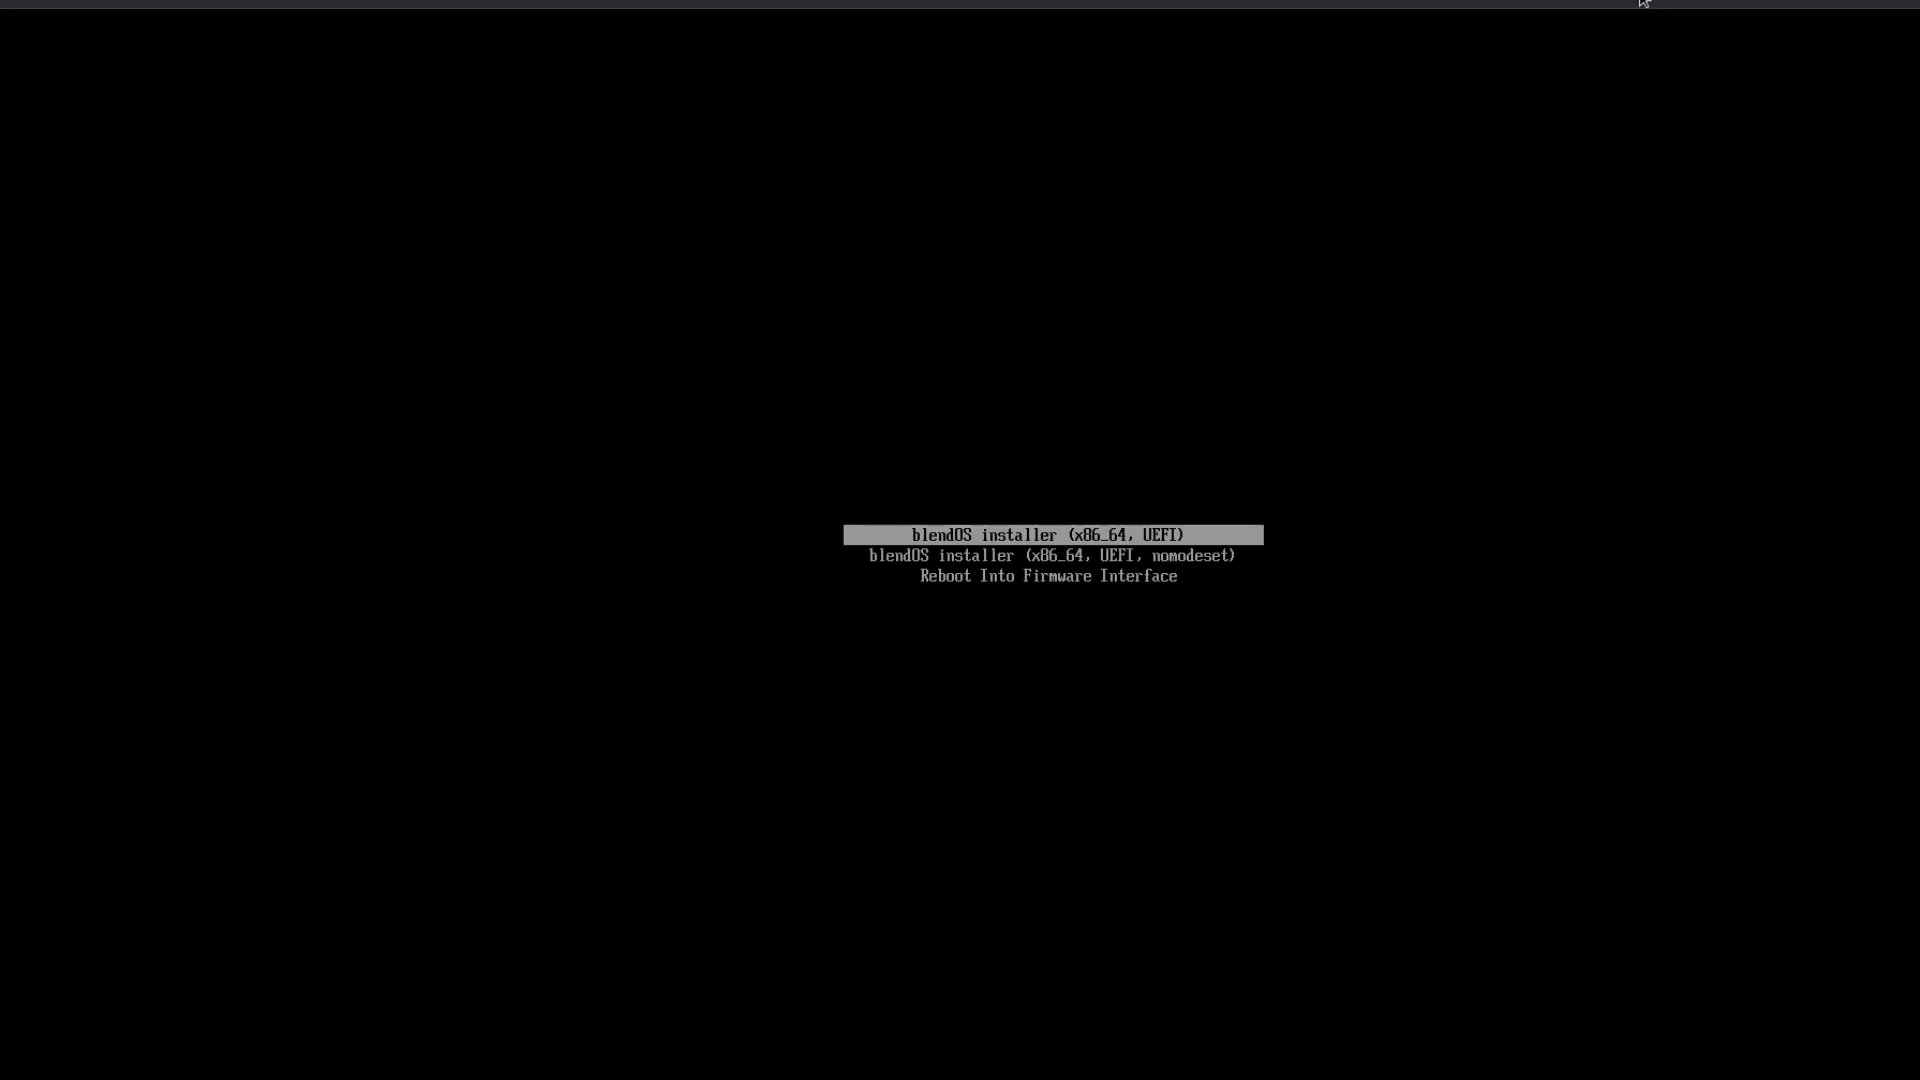 blendOS installer (x86_64, UEFI)
blendOS installer (x86_64, UEFI, nomodeset)
Reboot Into Firmware Interface